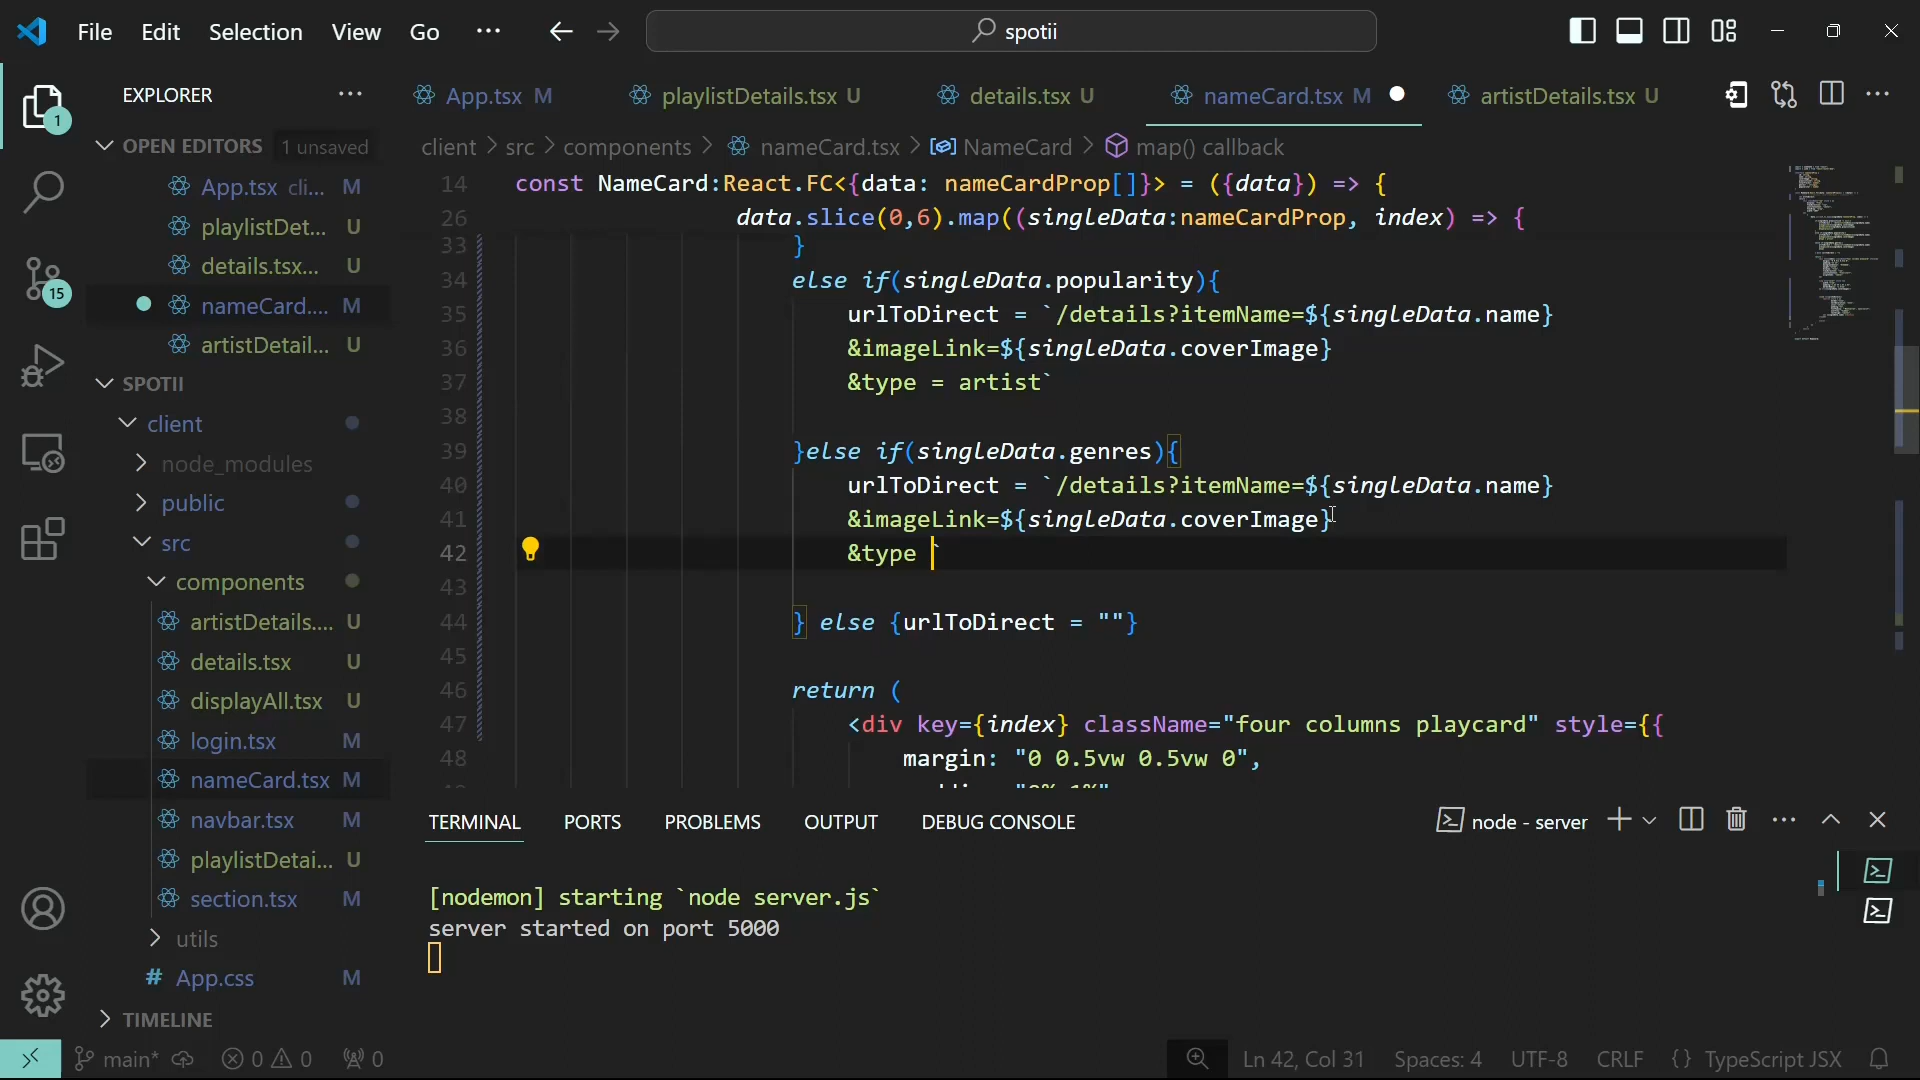 File Edit Selection View Go ··· spotii
EXPLORER ···
OPEN EDITORS 1 unsaved
App.tsx cli... M
playlistDet... U
details.tsx... U
nameCard.... M
artistDetail... U
SPOTII
client
node_modules
public
src
components
artistDetails.... U
details.tsx U
displayAll.tsx U
login.tsx M
nameCard.tsx M
navbar.tsx M
playlistDetai... U
section.tsx M
utils
# App.css M
TIMELINE
1
15
App.tsx M playlistDetails.tsx U details.tsx U nameCard.tsx M artistDetails.tsx U
client > src > components > nameCard.tsx > NameCard > map() callback
14 const NameCard:React.FC<{data: nameCardProp[]}> = ({data}) => {
26 data.slice(0,6).map((singleData:nameCardProp, index) => {
33 }
34 else if(singleData.popularity){
35 urlToDirect = `/details?itemName=${singleData.name}
36 &imageLink=${singleData.coverImage}
37 &type = artist`
38
39 }else if(singleData.genres){
40 urlToDirect = `/details?itemName=${singleData.name}
41 &imageLink=${singleData.coverImage}
42 &type `
43
44 } else {urlToDirect = ""}
45
46 return (
47 <div key={index} className="four columns playcard" style={{
48 margin: "0 0.5vw 0.5vw 0",
TERMINAL PORTS PROBLEMS OUTPUT DEBUG CONSOLE node - server
[nodemon] starting `node server.js`
server started on port 5000
main* 0 0 0 Ln 42, Col 31 Spaces: 4 UTF-8 CRLF {} TypeScript JSX